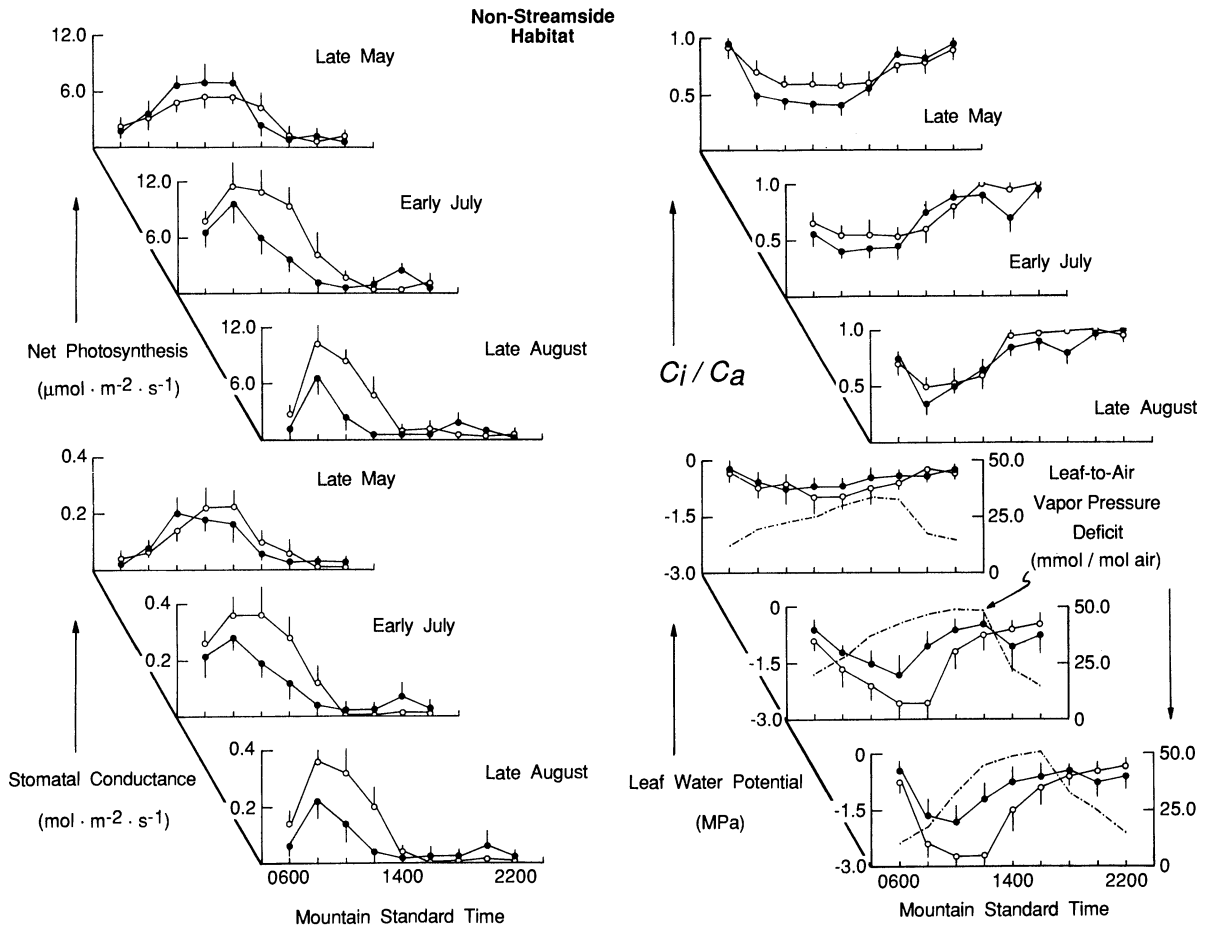 Non-Streamside
Habitat
12.0
6.0
Late May
12.0
6.0
Early July
Net Photosynthesis
(µmol · m-2 · s-1)
12.0
6.0
Late August
0.4
0.2
Late May
0.4
0.2
Early July
Stomatal Conductance
(mol · m-2 · s-1)
0.4
0.2
Late August
0600 1400 2200
Mountain Standard Time
1.0
0.5
Late May
1.0
0.5
Early July
Ci / Ca
1.0
0.5
Late August
0
-1.5
-3.0
50.0
25.0
0
Leaf-to-Air
Vapor Pressure
Deficit
(mmol / mol air)
0
-1.5
-3.0
50.0
25.0
0
Leaf Water Potential
(MPa)
0
-1.5
-3.0
50.0
25.0
0
0600 1400 2200
Mountain Standard Time